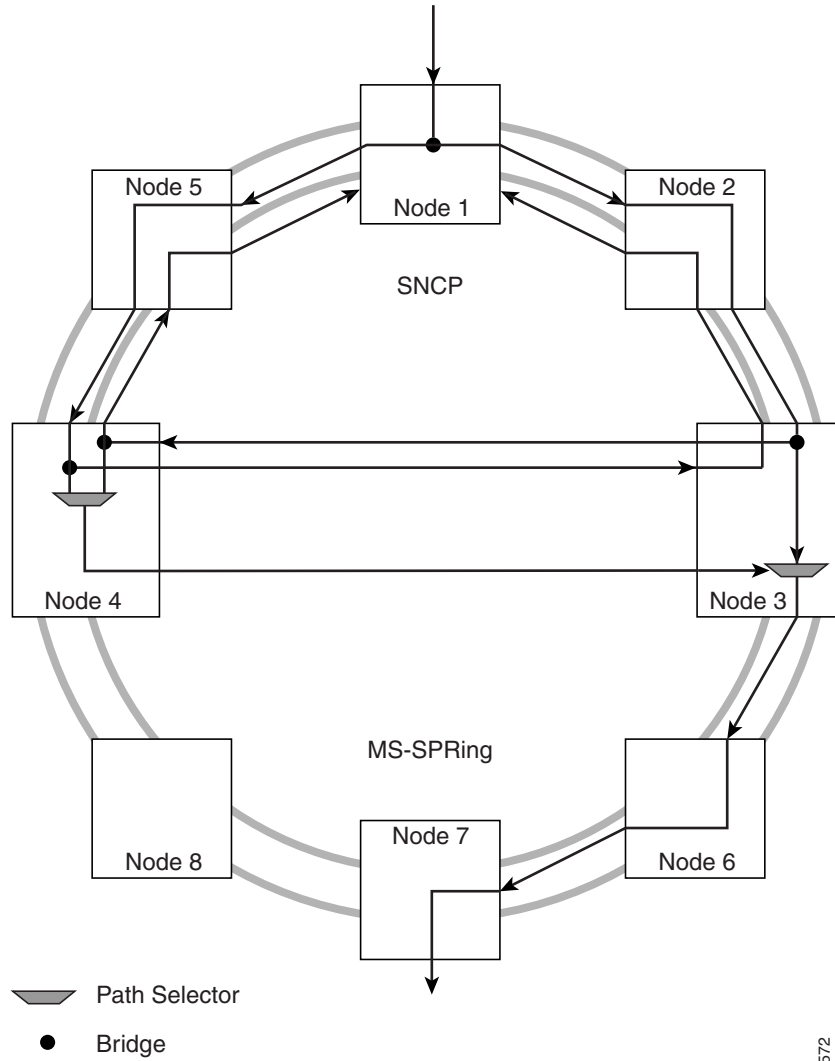 Node 5
Node 2
Node 1
SNCP
Node 4
Node 3
MS-SPRing
Node 7
Node 8
Node 6
Path Selector
Bridge